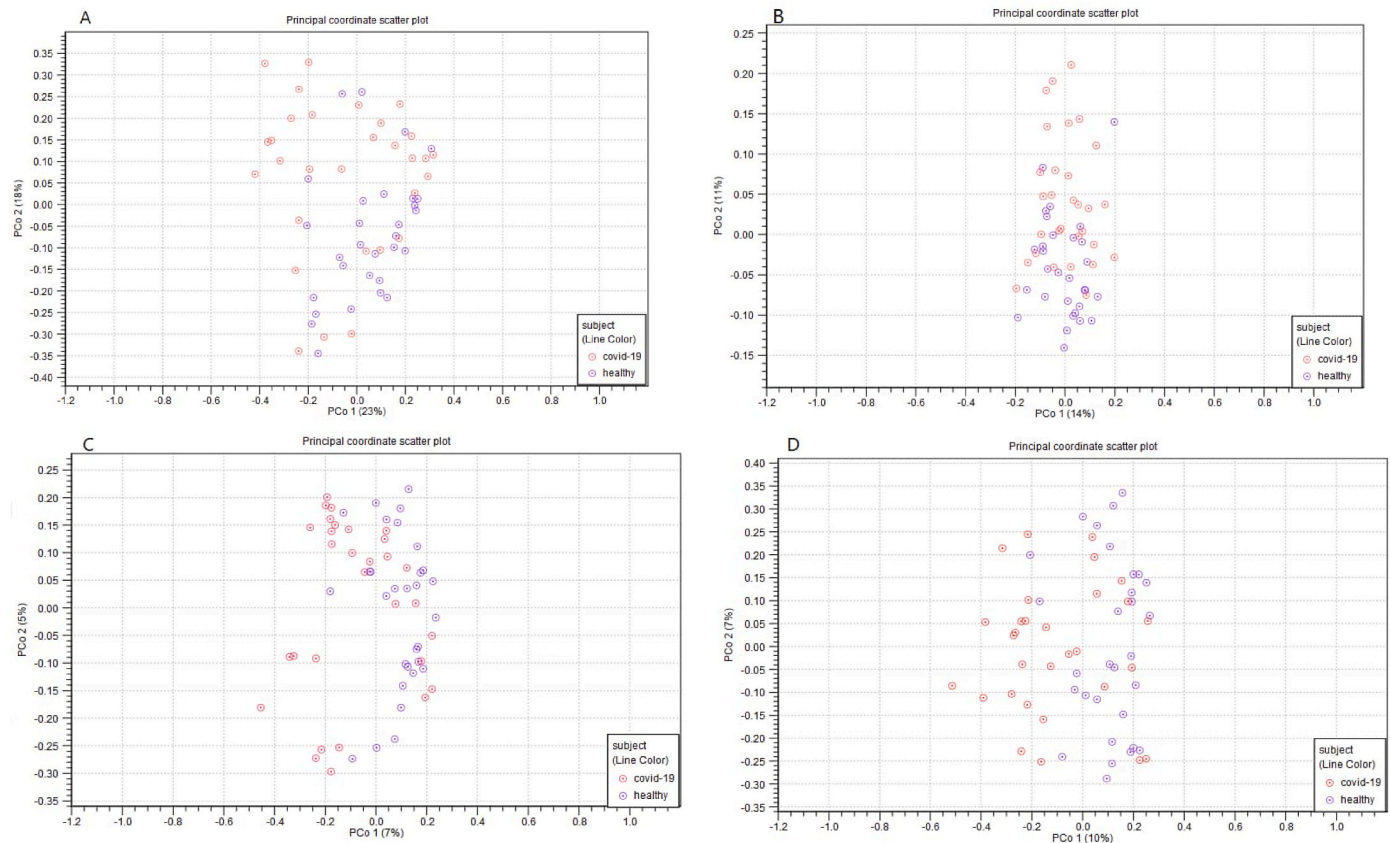 A
Principal coordinate scatter plot
0.35
0.30
0.25
0.20
0.15
0.10
0.05
0.00
-0.05
-0.10
-0.15
-0.20
-0.25
-0.30
-0.35
-0.40
PCo 2 (18%)
-1.2 -1.0 -0.8 -0.6 -0.4 -0.2 0.0 0.2 0.4 0.6 0.8 1.0
PCo 1 (23%)
subject
(Line Color)
covid-19
healthy
B
Principal coordinate scatter plot
0.25
0.20
0.15
0.10
0.05
0.00
-0.05
-0.10
-0.15
PCo 2 (11%)
-1.2 -1.0 -0.8 -0.6 -0.4 -0.2 0.0 0.2 0.4 0.6 0.8 1.0
PCo 1 (14%)
subject
(Line Color)
covid-19
healthy
C
Principal coordinate scatter plot
0.25
0.20
0.15
0.10
0.05
0.00
-0.05
-0.10
-0.15
-0.20
-0.25
-0.30
-0.35
PCo 2 (5%)
-1.2 -1.0 -0.8 -0.6 -0.4 -0.2 0.0 0.2 0.4 0.6 0.8 1.0
PCo 1 (7%)
subject
(Line Color)
covid-19
healthy
D
Principal coordinate scatter plot
0.40
0.35
0.30
0.25
0.20
0.15
0.10
0.05
0.00
-0.05
-0.10
-0.15
-0.20
-0.25
-0.30
-0.35
PCo 2 (7%)
-1.2 -1.0 -0.8 -0.6 -0.4 -0.2 0.0 0.2 0.4 0.6 0.8 1.0
PCo 1 (10%)
subject
(Line Color)
covid-19
healthy